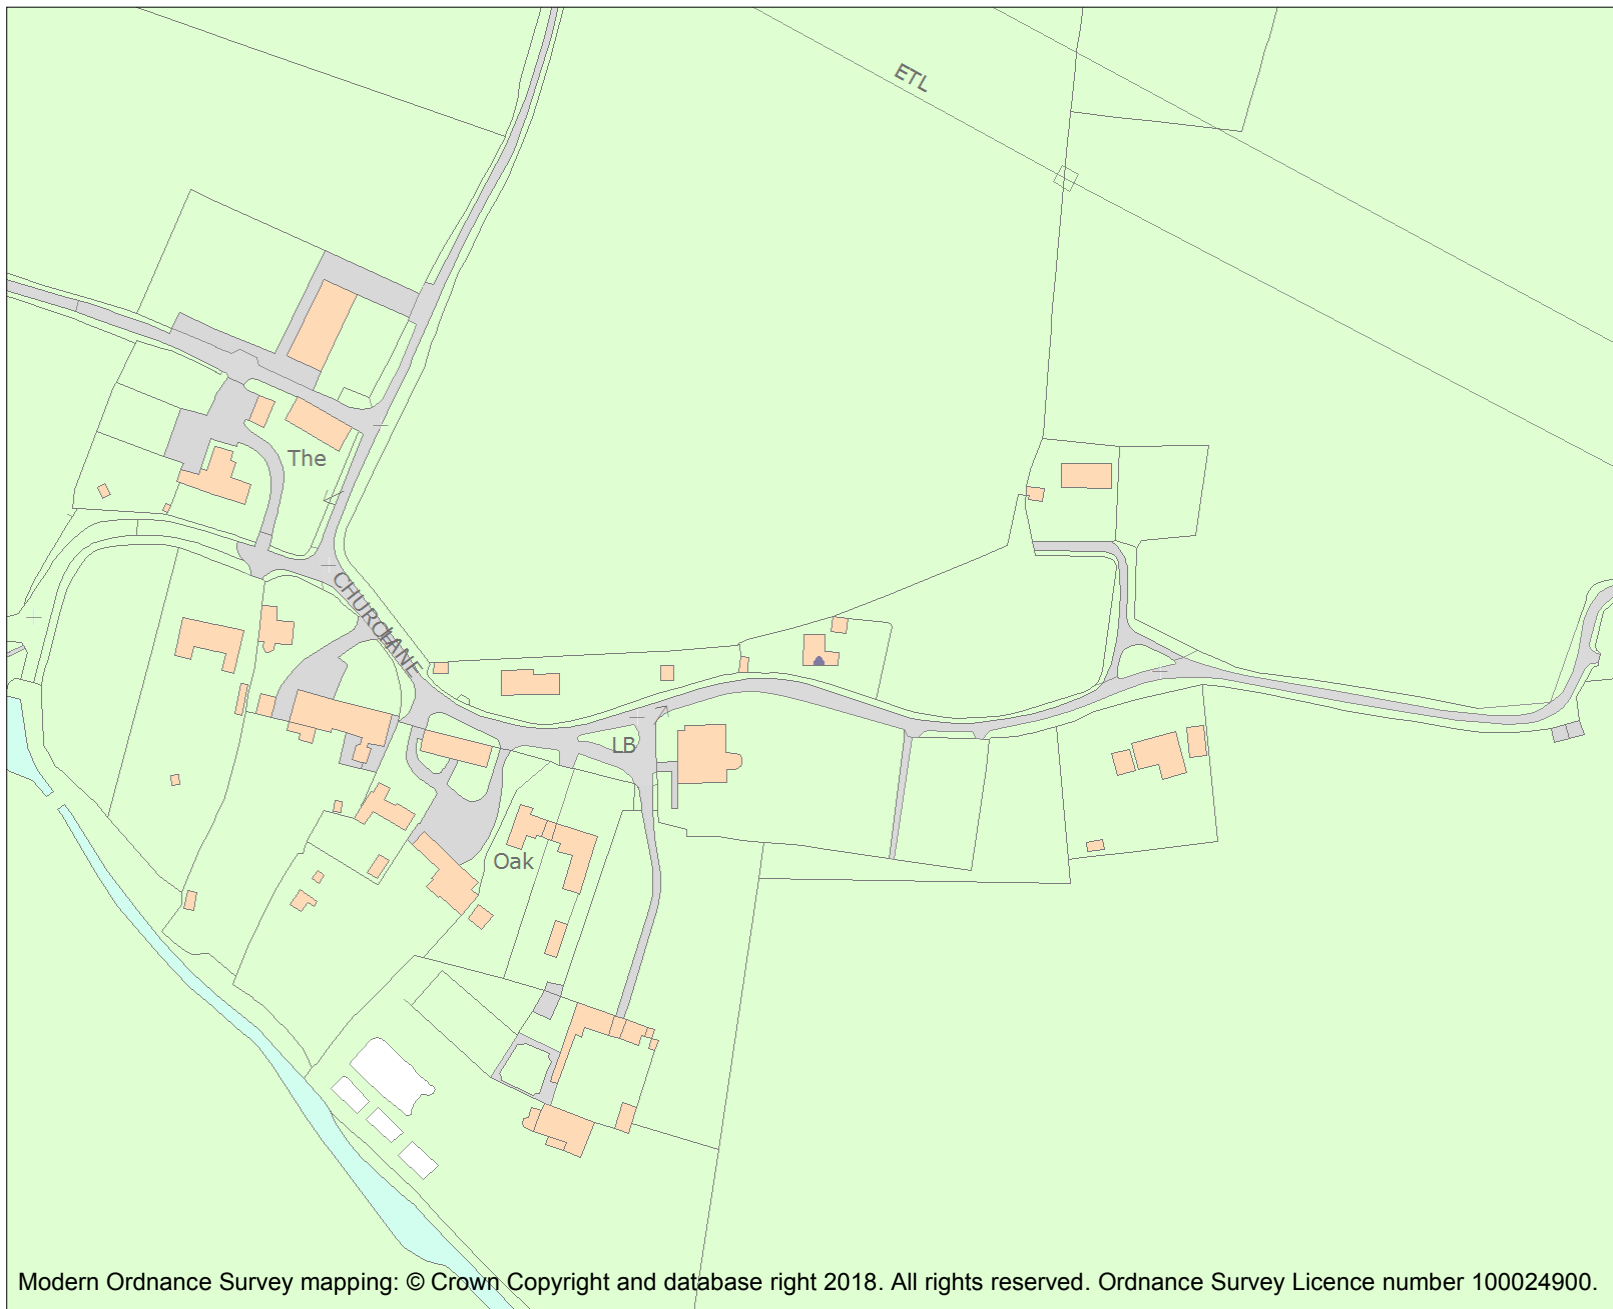 ETL
The
CHURCH
LANE
LB
Oak
Modern Ordnance Survey mapping: © Crown Copyright and database right 2018. All rights reserved. Ordnance Survey Licence number 100024900.